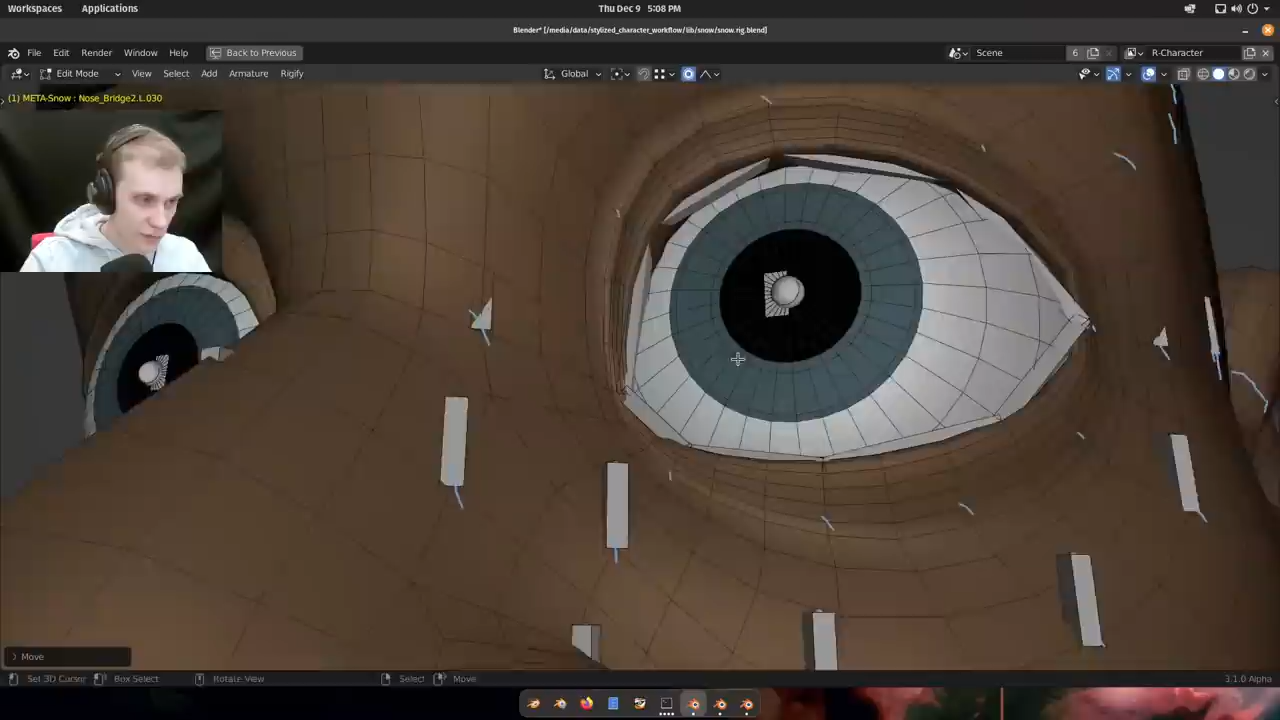 Workspaces Applications Thu Dec 9 5:08 PM
Blender* [/media/data/stylized_character_workflow/lib/snow/snow.rig.blend]
File Edit Render Window Help Back to Previous Scene 6 R-Character
Edit Mode View Select Add Armature Rigify Global
(1) META-Snow : Nose_Bridge2.L.030
Move
Set 3D Cursor Box Select Rotate View Select Move 3.1.0 Alpha